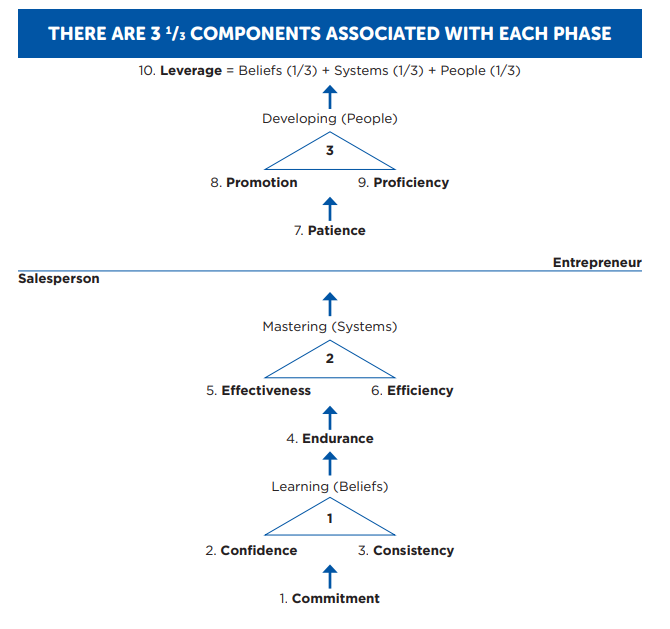 THERE ARE 3 1/3 COMPONENTS ASSOCIATED WITH EACH PHASE
10. Leverage = Beliefs (1/3) + Systems (1/3) + People (1/3)
Developing (People)
3
8. Promotion 9. Proficiency
7. Patience
Entrepreneur
Salesperson
Mastering (Systems)
2
5. Effectiveness 6. Efficiency
4. Endurance
Learning (Beliefs)
1
2. Confidence 3. Consistency
1. Commitment